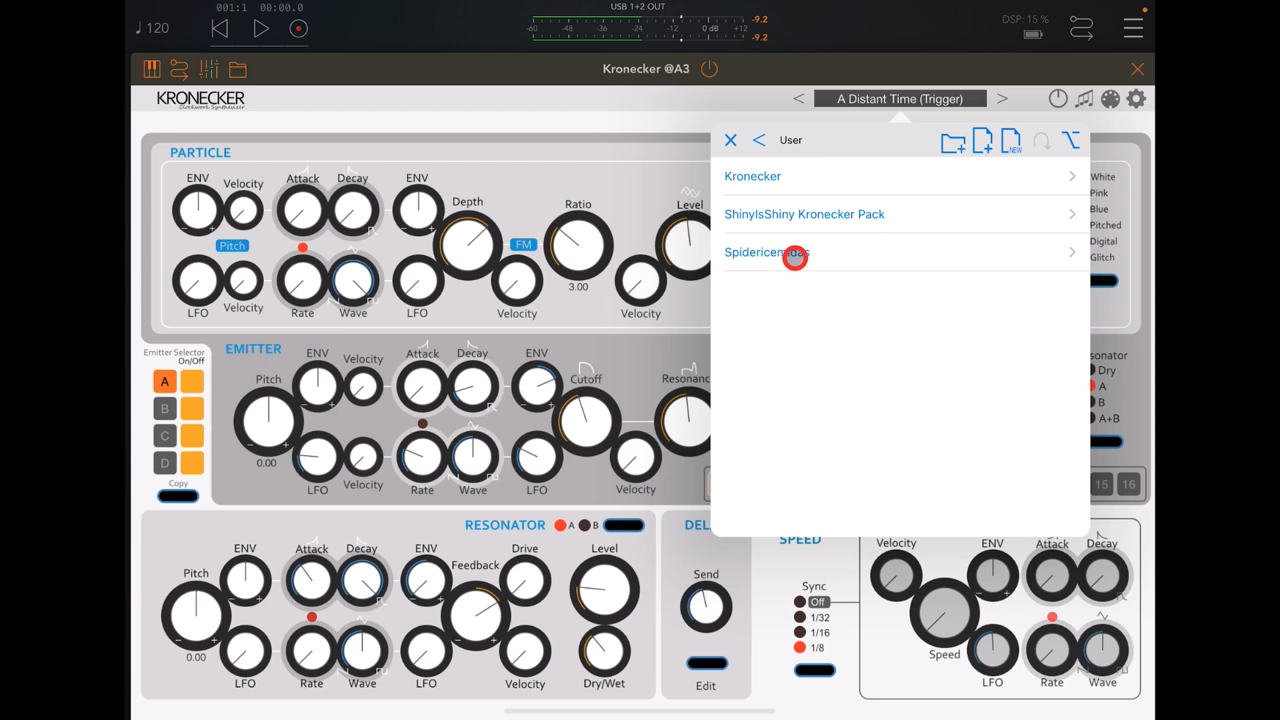 001:1 00:00.0
USB 1+2 OUT
♩120
-60 -48 -36 -24 -12 0 dB +12
-9.2
-9.2
DSP: 15 %
Kronecker @A3
KRONECKER
Clockwork Synthesizer
< A Distant Time (Trigger) >
User
NEW
Kronecker
ShinyIsShiny Kronecker Pack
PARTICLE
ENV Velocity Attack Decay ENV Depth Ratio Level
Pitch FM
3.00
LFO Velocity Rate Wave LFO Velocity Velocity
White
Pink
Blue
Pitched
Digital
Glitch
Emitter Selector
On/Off
A
B
C
D
Copy
EMITTER
Pitch ENV Velocity Attack Decay ENV Cutoff
0.00
LFO Velocity Rate Wave LFO Velocity
Dry
A
B
A+B
15 16
RESONATOR A B
Pitch ENV Attack Decay ENV Feedback Drive Level
0.00
LFO Rate Wave LFO Velocity Dry/Wet
Send
Edit
SPEED
Sync
Off
1/32
1/16
1/8
Velocity ENV Attack Decay
Speed LFO Rate Wave